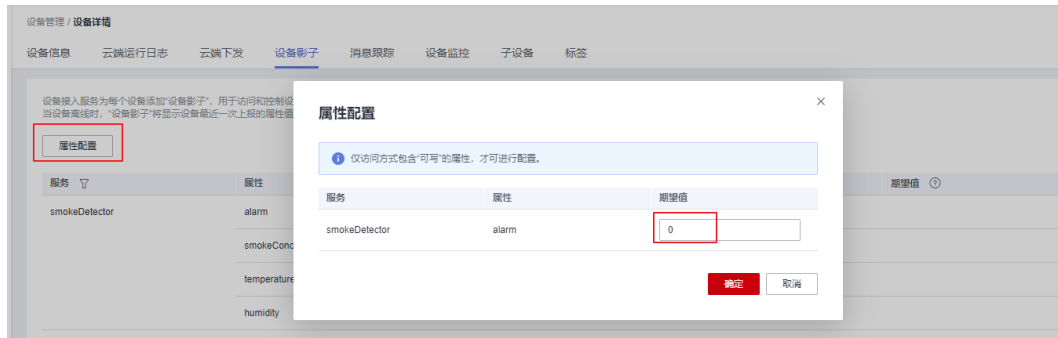 设备管理 / 设备详情
设备信息 云端运行日志 云端下发 设备影子 消息跟踪 设备监控 子设备 标签
设备接入服务为每个设备添加“设备影子”，用于访问和控制设
当设备离线时，“设备影子”将显示设备最近一次上报的属性值
属性配置
服务 属性 期望值
smokeDetector alarm
smokeConc
temperature
humidity
属性配置
仅访问方式包含“可写”的属性，才可进行配置。
服务 属性 期望值
smokeDetector alarm 0
确定 取消